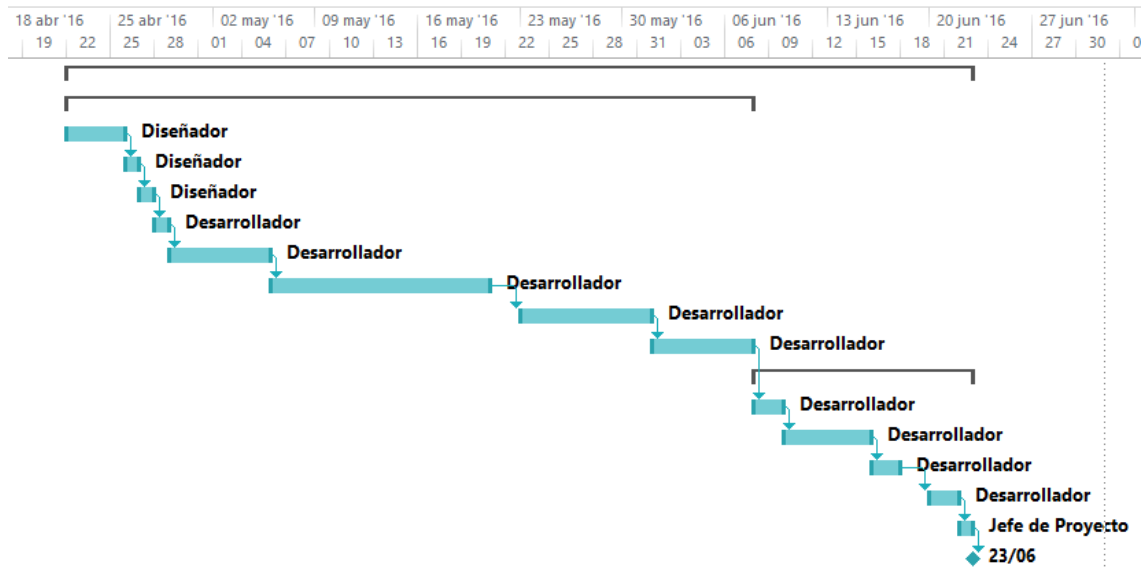 18 abr '16 25 abr '16 02 may '16 09 may '16 16 may '16 23 may '16 30 may '16 06 jun '16 13 jun '16 20 jun '16 27 jun '16
19 22 25 28 01 04 07 10 13 16 19 22 25 28 31 03 06 09 12 15 18 21 24 27 30 0
Diseñador
Diseñador
Diseñador
Desarrollador
Desarrollador
Desarrollador
Desarrollador
Desarrollador
Desarrollador
Desarrollador
Desarrollador
Desarrollador
Jefe de Proyecto
23/06